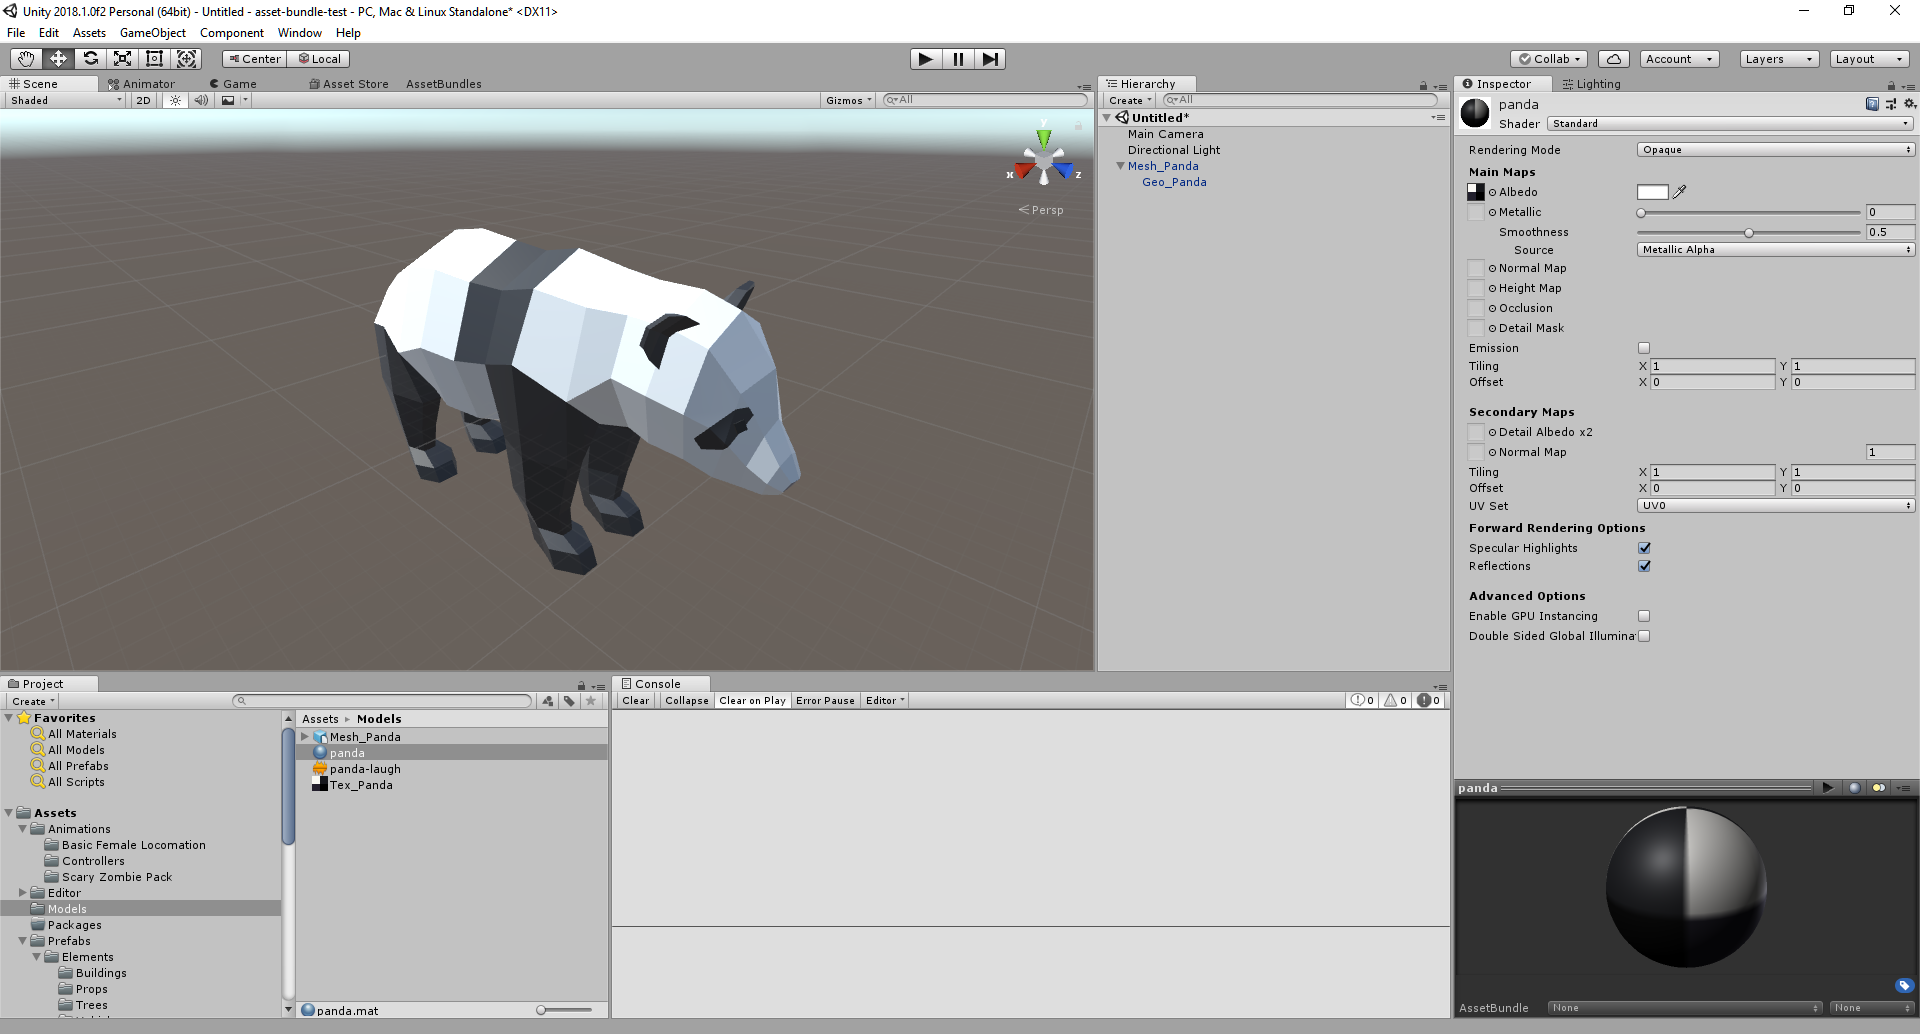 Unity 2018.1.0f2 Personal (64bit) - Untitled - asset-bundle-test - PC, Mac & Linux Standalone* <DX11>
File Edit Assets GameObject Component Window Help
Center Local Collab Account Layers Layout
Scene Animator Game Asset Store AssetBundles
Shaded 2D Gizmos All
y
x z
Persp
Hierarchy
Create All
Untitled*
Main Camera
Directional Light
Mesh_Panda
Geo_Panda
Inspector Lighting
panda
Shader Standard
Rendering Mode Opaque
Main Maps
Albedo
Metallic 0
Smoothness 0.5
Source Metallic Alpha
Normal Map
Height Map
Occlusion
Detail Mask
Emission
Tiling X 1 Y 1
Offset X 0 Y 0
Secondary Maps
Detail Albedo x2
Normal Map 1
Tiling X 1 Y 1
Offset X 0 Y 0
UV Set UV0
Forward Rendering Options
Specular Highlights
Reflections
Advanced Options
Enable GPU Instancing
Double Sided Global Illumina
Project
Create
Favorites
All Materials
All Models
All Prefabs
All Scripts
Assets
Animations
Basic Female Locomation
Controllers
Scary Zombie Pack
Editor
Models
Packages
Prefabs
Elements
Buildings
Props
Trees
Assets Models
Mesh_Panda
panda
panda-laugh
Tex_Panda
panda.mat
Console
Clear Collapse Clear on Play Error Pause Editor 0 0 0
panda
AssetBundle None None